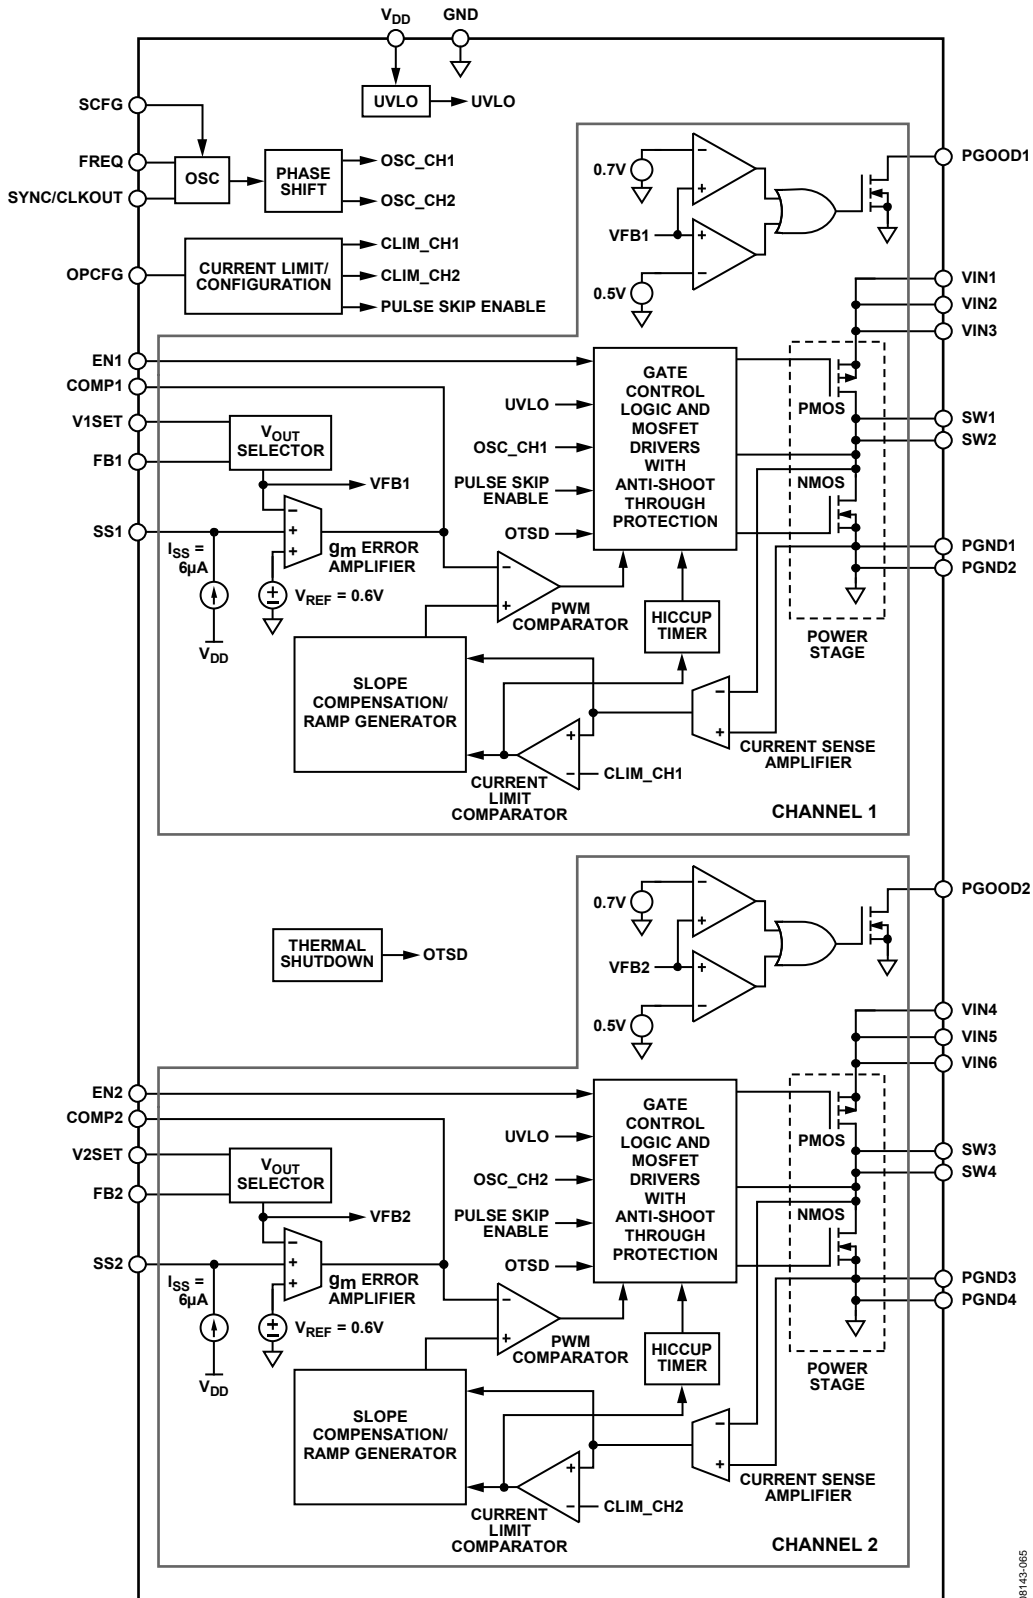 VDD GND
SCFG
UVLO UVLO
FREQ
OSC
PHASE
SHIFT
OSC_CH1
OSC_CH2
SYNC/CLKOUT
OPCFG
CURRENT LIMIT/
CONFIGURATION
CLIM_CH1
CLIM_CH2
PULSE SKIP ENABLE
0.7V
−
+
VFB1
+
−
0.5V
PGOOD1
VIN1
VIN2
VIN3
EN1
COMP1
V1SET
FB1
VOUT
SELECTOR
VFB1
SS1
ISS =
6µA
VDD
−
+
+
gm ERROR
AMPLIFIER
VREF = 0.6V
UVLO
OSC_CH1
PULSE SKIP
ENABLE
OTSD
GATE
CONTROL
LOGIC AND
MOSFET
DRIVERS
WITH
ANTI-SHOOT
THROUGH
PROTECTION
PMOS
NMOS
SW1
SW2
PGND1
PGND2
POWER
STAGE
−
+
PWM
COMPARATOR
HICCUP
TIMER
SLOPE
COMPENSATION/
RAMP GENERATOR
+
−
CLIM_CH1
CURRENT
LIMIT
COMPARATOR
−
+
CURRENT SENSE
AMPLIFIER
CHANNEL 1
THERMAL
SHUTDOWN
OTSD
0.7V
−
+
VFB2
+
−
0.5V
PGOOD2
VIN4
VIN5
VIN6
EN2
COMP2
V2SET
FB2
VOUT
SELECTOR
VFB2
SS2
ISS =
6µA
VDD
−
+
+
gm ERROR
AMPLIFIER
VREF = 0.6V
UVLO
OSC_CH2
PULSE SKIP
ENABLE
OTSD
GATE
CONTROL
LOGIC AND
MOSFET
DRIVERS
WITH
ANTI-SHOOT
THROUGH
PROTECTION
PMOS
NMOS
SW3
SW4
PGND3
PGND4
POWER
STAGE
−
+
PWM
COMPARATOR
HICCUP
TIMER
SLOPE
COMPENSATION/
RAMP GENERATOR
+
−
CLIM_CH2
CURRENT
LIMIT
COMPARATOR
−
+
CURRENT SENSE
AMPLIFIER
CHANNEL 2